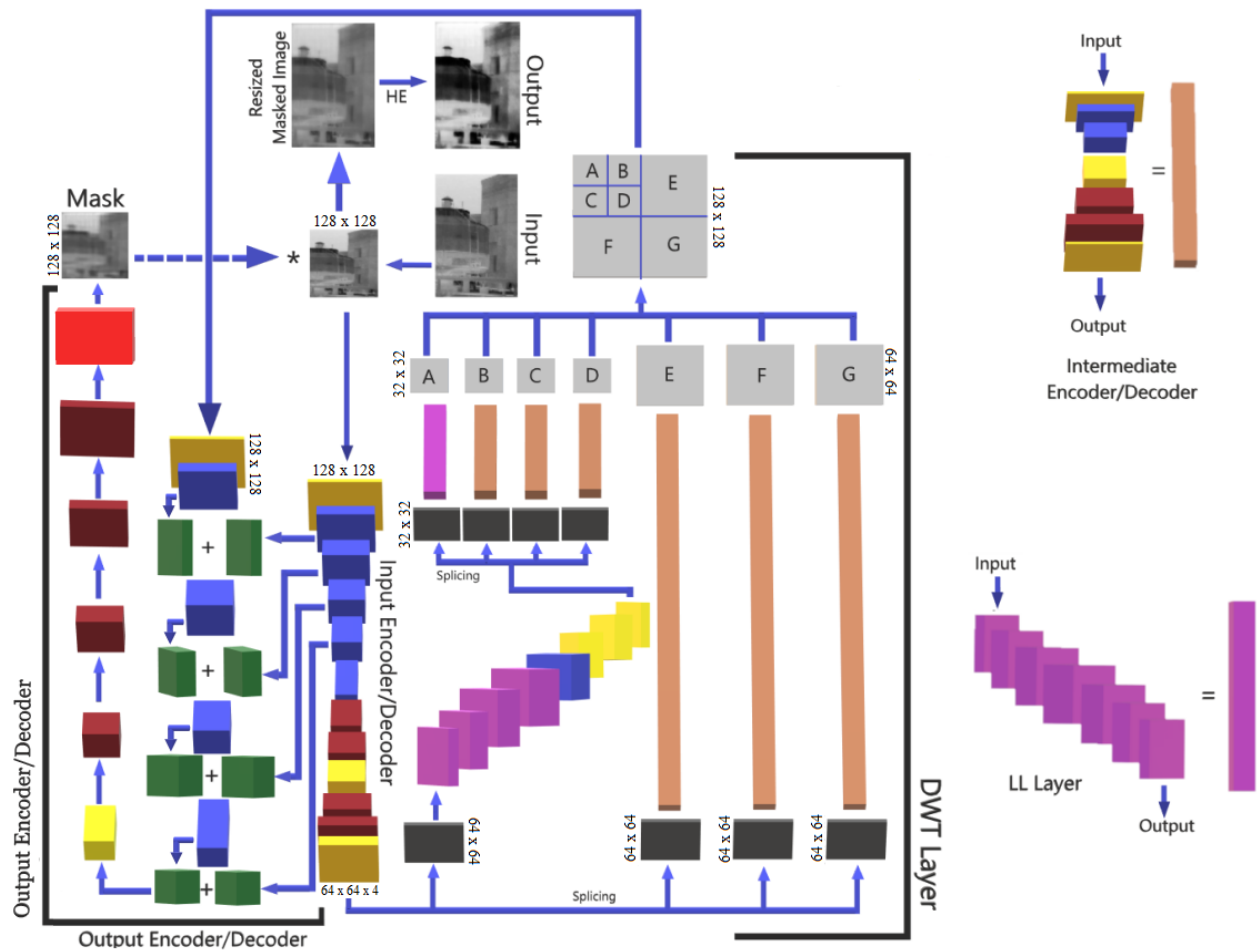 Resized
Masked Image
HE
Output
Input
Mask
128 x 128
128 x 128
*
A
B
C
D
E
F
G
128 x 128
32 x 32
A
B
C
D
E
F
G
64 x 64
128 x 128
128 x 128
+
+
+
+
Input Encoder/Decoder
32 x 32
Splicing
64 x 64
64 x 64
64 x 64
64 x 64
64 x 64 x 4
Splicing
DWT Layer
Output Encoder/Decoder
Output Encoder/Decoder
Input
=
Output
Intermediate
Encoder/Decoder
Input
=
LL Layer
Output